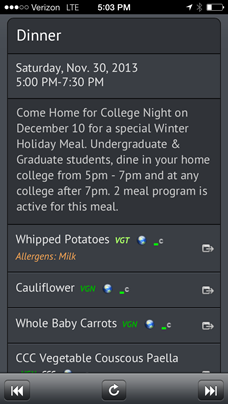 Verizon LTE 5:03 PM
Dinner
Saturday, Nov. 30, 2013
5:00 PM-7:30 PM
Come Home for College Night on
December 10 for a special Winter
Holiday Meal. Undergraduate &
Graduate students, dine in your home
college from 5pm - 7pm and at any
college after 7pm. 2 meal program is
active for this meal.
Whipped Potatoes VGT C
Allergens: Milk
Cauliflower VGN C
Whole Baby Carrots VGN C
CCC Vegetable Couscous Paella